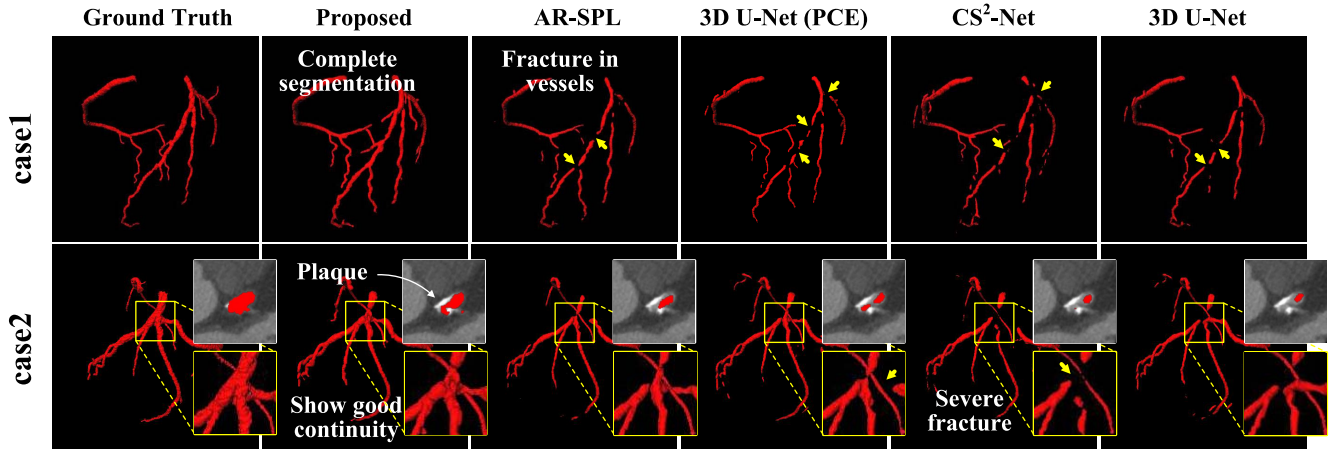 Ground Truth
Proposed
AR-SPL
3D U-Net (PCE)
CS²-Net
3D U-Net
case1
Complete
segmentation
Fracture in
vessels
case2
Plaque
Show good
continuity
Severe
fracture